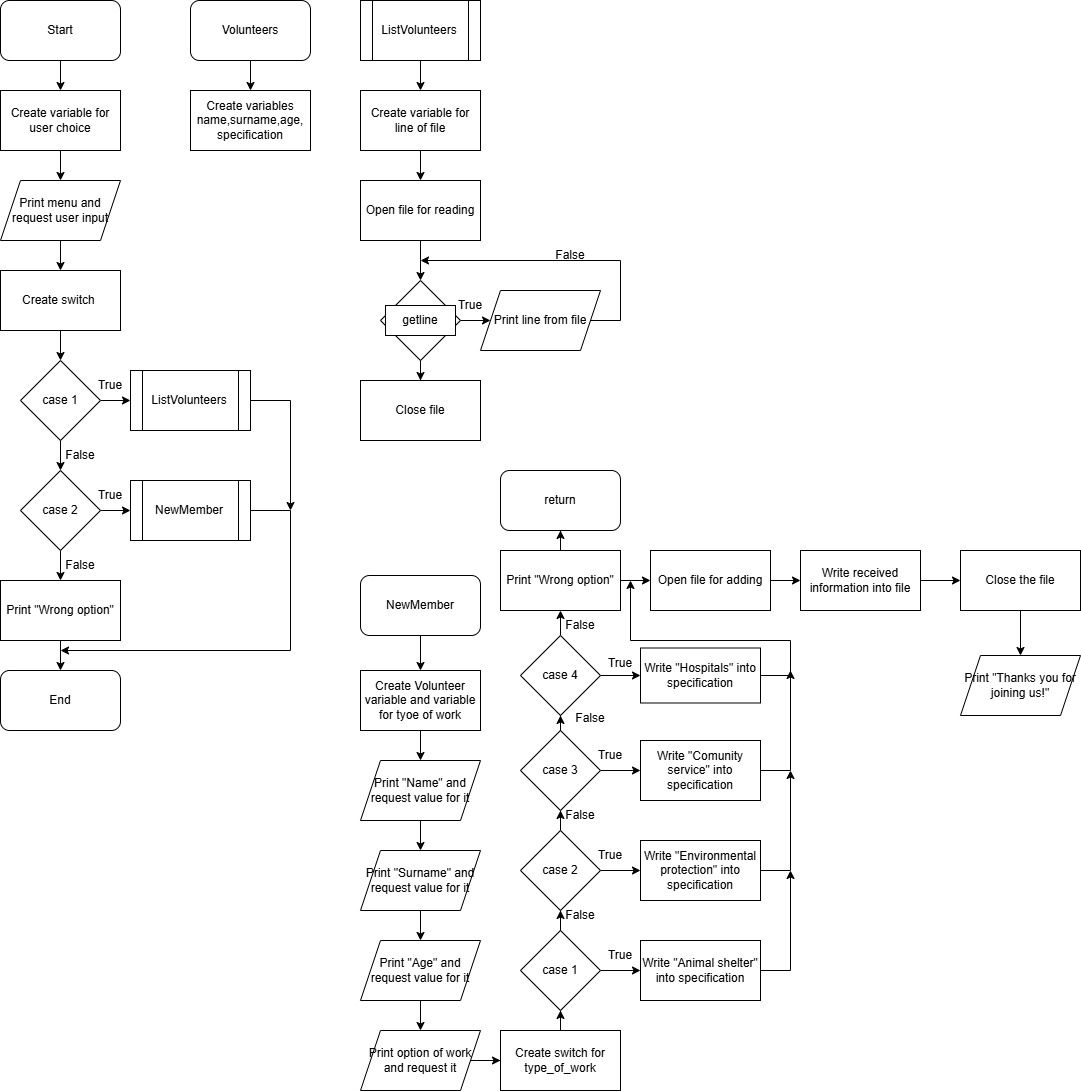 Start
Create variable for
user choice
Print menu and
request user input
Create switch
case 1
True
ListVolunteers
False
case 2
True
NewMember
False
Print "Wrong option"
End
Volunteers
Create variables
name,surname,age,
specification
ListVolunteers
Create variable for
line of file
Open file for reading
False
getline
True
Print line from file
Close file
NewMember
Create Volunteer
variable and variable
for tyoe of work
Print "Name" and
request value for it
Print "Surname" and
request value for it
Print "Age" and
request value for it
Print option of work
and request it
Create switch for
type_of_work
case 1
True
Write "Animal shelter"
into specification
False
case 2
True
Write "Environmental
protection" into
specification
False
case 3
True
Write "Comunity
service" into
specification
False
case 4
True
Write "Hospitals" into
specification
False
Print "Wrong option"
return
Open file for adding
Write received
information into file
Close the file
Print "Thanks you for
joining us!"